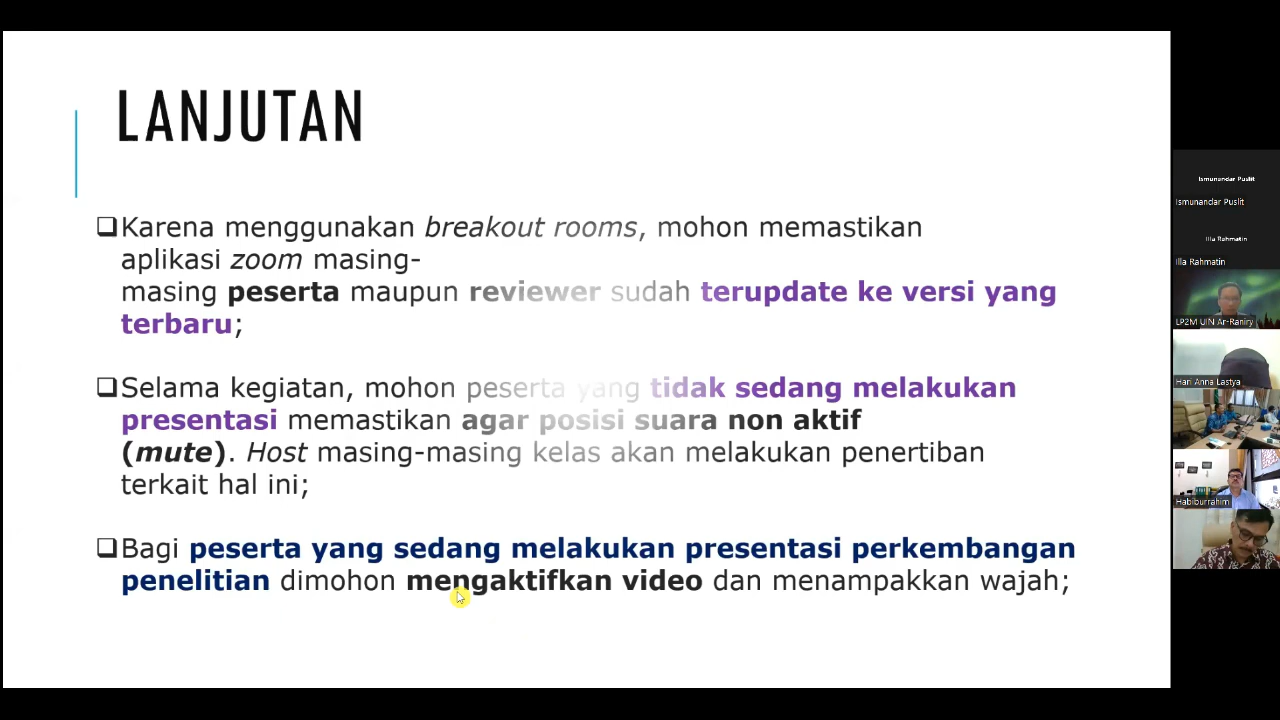 LANJUTAN
❑Karena menggunakan breakout rooms, mohon memastikan
aplikasi zoom masing-
masing peserta maupun reviewer sudah terupdate ke versi yang
terbaru;
❑Selama kegiatan, mohon peserta yang tidak sedang melakukan
presentasi memastikan agar posisi suara non aktif
(mute). Host masing-masing kelas akan melakukan penertiban
terkait hal ini;
❑Bagi peserta yang sedang melakukan presentasi perkembangan
penelitian dimohon mengaktifkan video dan menampakkan wajah;
Ismunandar Puslit
Ismunandar Puslit
Illa Rahmatin
Illa Rahmatin
LP2M UIN Ar-Raniry
Hari Anna Lastya
Habiburrahim